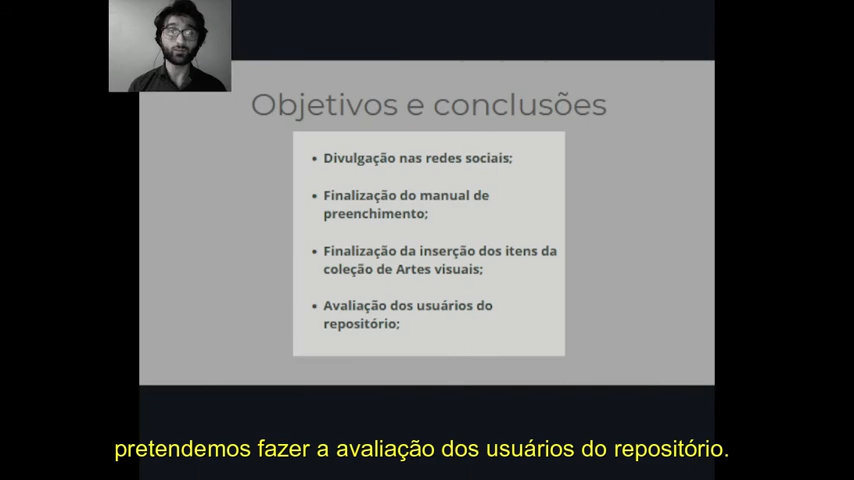 Objetivos e conclusões
• Divulgação nas redes sociais;
• Finalização do manual de
preenchimento;
• Finalização da inserção dos itens da
coleção de Artes visuais;
• Avaliação dos usuários do
repositório;
pretendemos fazer a avaliação dos usuários do repositório.